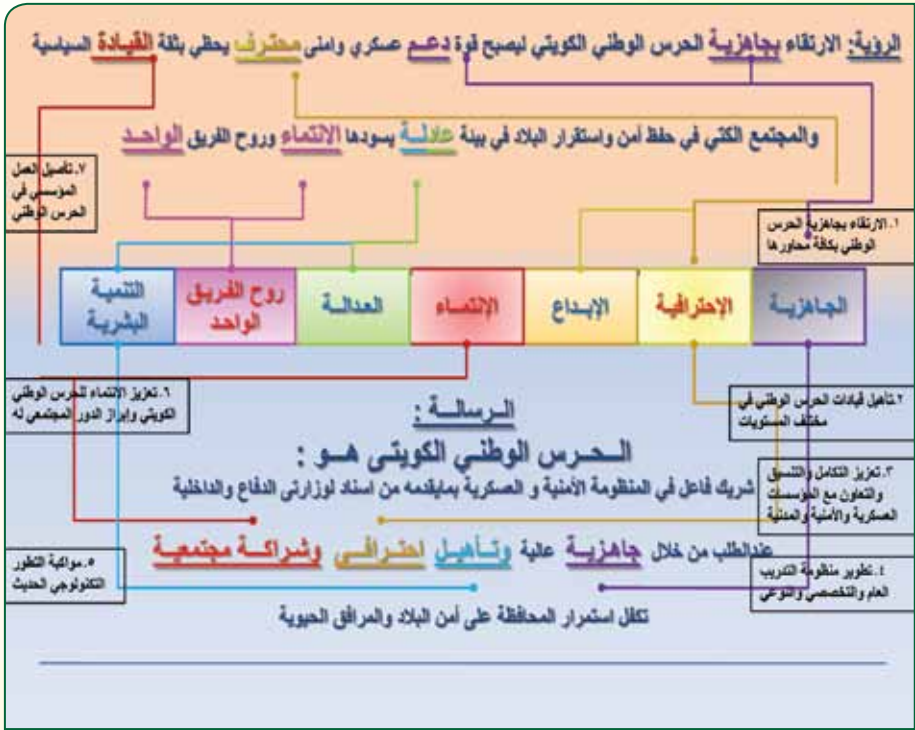 الرؤية: الارتقاء بجاهزية الحرس الوطني الكويتي ليصبح قوة دعم عسكري وامنى محترف يحظي بثقة القيادة السياسية
والمجتمع الكتي في حفظ أمن واستقرار البلاد في بيئة عادلة يسودها الانتماء وروح الفريق الواحد
١. الارتقاء بجاهزية الحرس
الوطني بكافة محاورها
٧. تأصيل العمل
المؤسسي في
الحرس الوطني
الجاهزية
الإحترافية
الإبداع
الإنتماء
العدالة
روح الفريق
الواحد
التنمية
البشرية
٢. تأهيل قيادات الحرس الوطني في
مختلف المستويات
٦. تعزيز الانتماء للحرس الوطني
الكويتي وإبراز الدور المجتمعي له
الرسالة :
الحرس الوطني الكويتى هو :
شريك فاعل في المنظومة الأمنية و العسكرية بمايقدمه من اسناد لوزارتي الدفاع والداخلية
٣. تعزيز التكامل والتنسيق
والتعاون مع المؤسسات
العسكرية والأمنية والمدنية
عندالطلب من خلال جاهزية عالية وتأهيل احترافي وشراكة مجتمعية
٤. تطوير منظومة التدريب
العام والتخصصي والنوعي
٥. مواكبة التطور
التكنولوجي الحديث
تكفل استمرار المحافظة على أمن البلاد والمرافق الحيوية